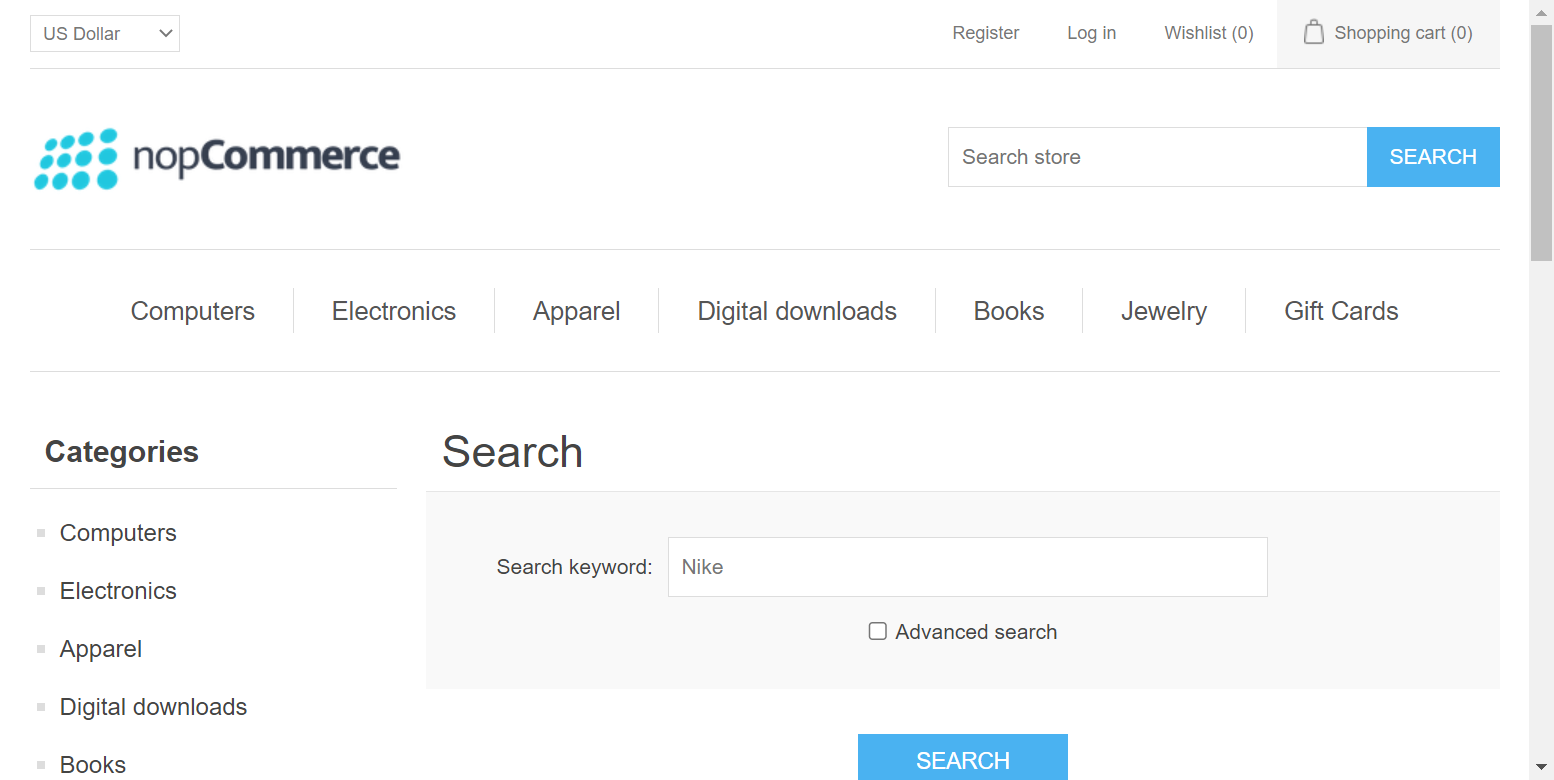 US Dollar
Register
Log in
Wishlist (0)
Shopping cart (0)
nopCommerce
Search store
SEARCH
Computers
Electronics
Apparel
Digital downloads
Books
Jewelry
Gift Cards
Categories
Computers
Electronics
Apparel
Digital downloads
Books
Search
Search keyword:
Nike
Advanced search
SEARCH